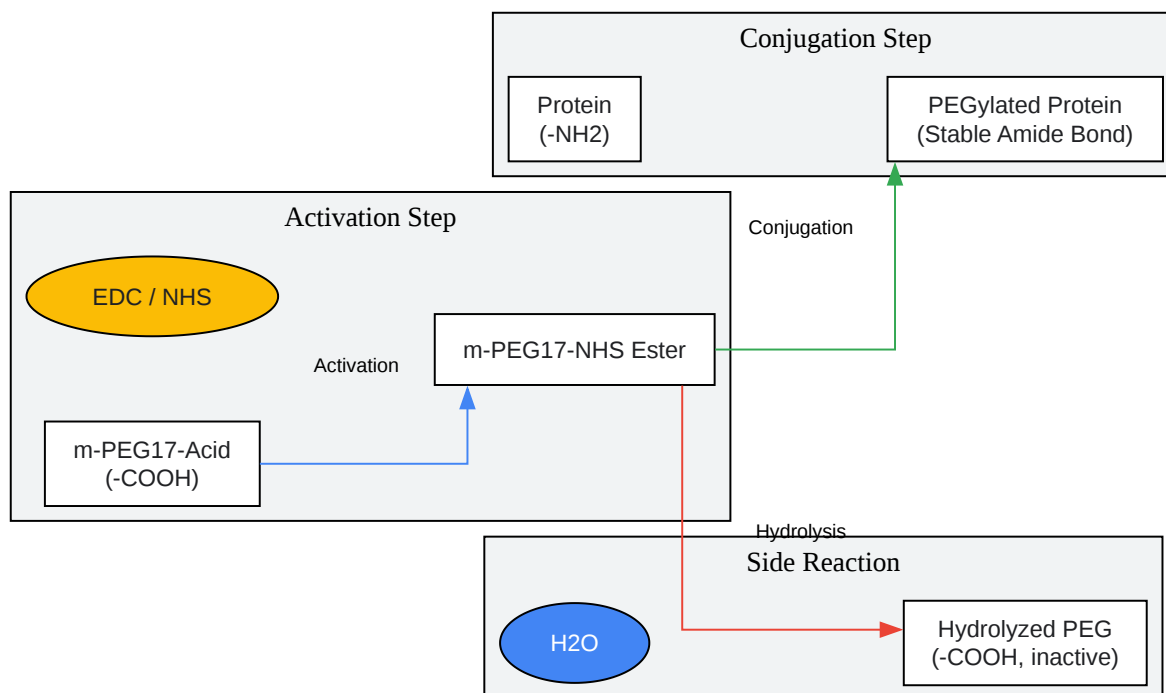 Conjugation Step
Protein
(-NH2)
PEGylated Protein
(Stable Amide Bond)
Activation Step
Conjugation
EDC / NHS
m-PEG17-NHS Ester
Activation
m-PEG17-Acid
(-COOH)
Hydrolysis
Side Reaction
H2O
Hydrolyzed PEG
(-COOH, inactive)